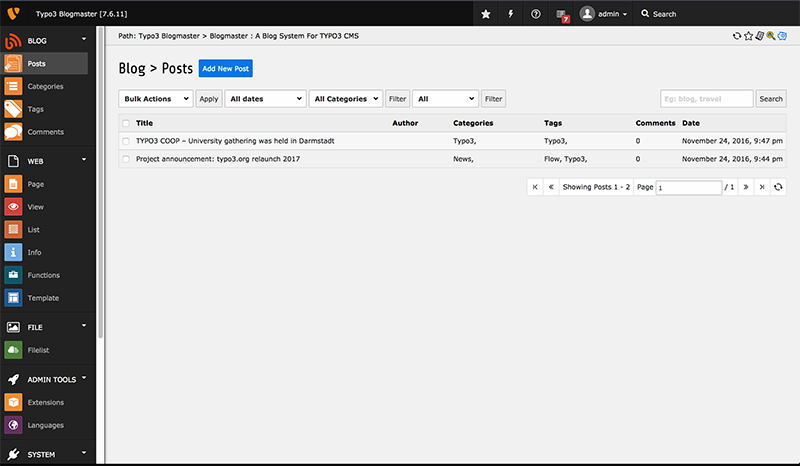 Typo3 Blogmaster [7.6.11]
7
admin
Search
BLOG
Posts
Categories
Tags
Comments
WEB
Page
View
List
Info
Functions
Template
FILE
Filelist
ADMIN TOOLS
Extensions
Languages
SYSTEM
Path: Typo3 Blogmaster > Blogmaster : A Blog System For TYPO3 CMS
Blog > Posts Add New Post
Bulk Actions Apply All dates All Categories Filter All Filter Eg: blog, travel Search
Title Author Categories Tags Comments Date
TYPO3 COOP – University gathering was held in Darmstadt Typo3, Typo3, 0 November 24, 2016, 9:47 pm
Project announcement: typo3.org relaunch 2017 News, Flow, Typo3, 0 November 24, 2016, 9:44 pm
Showing Posts 1 - 2 Page 1 / 1